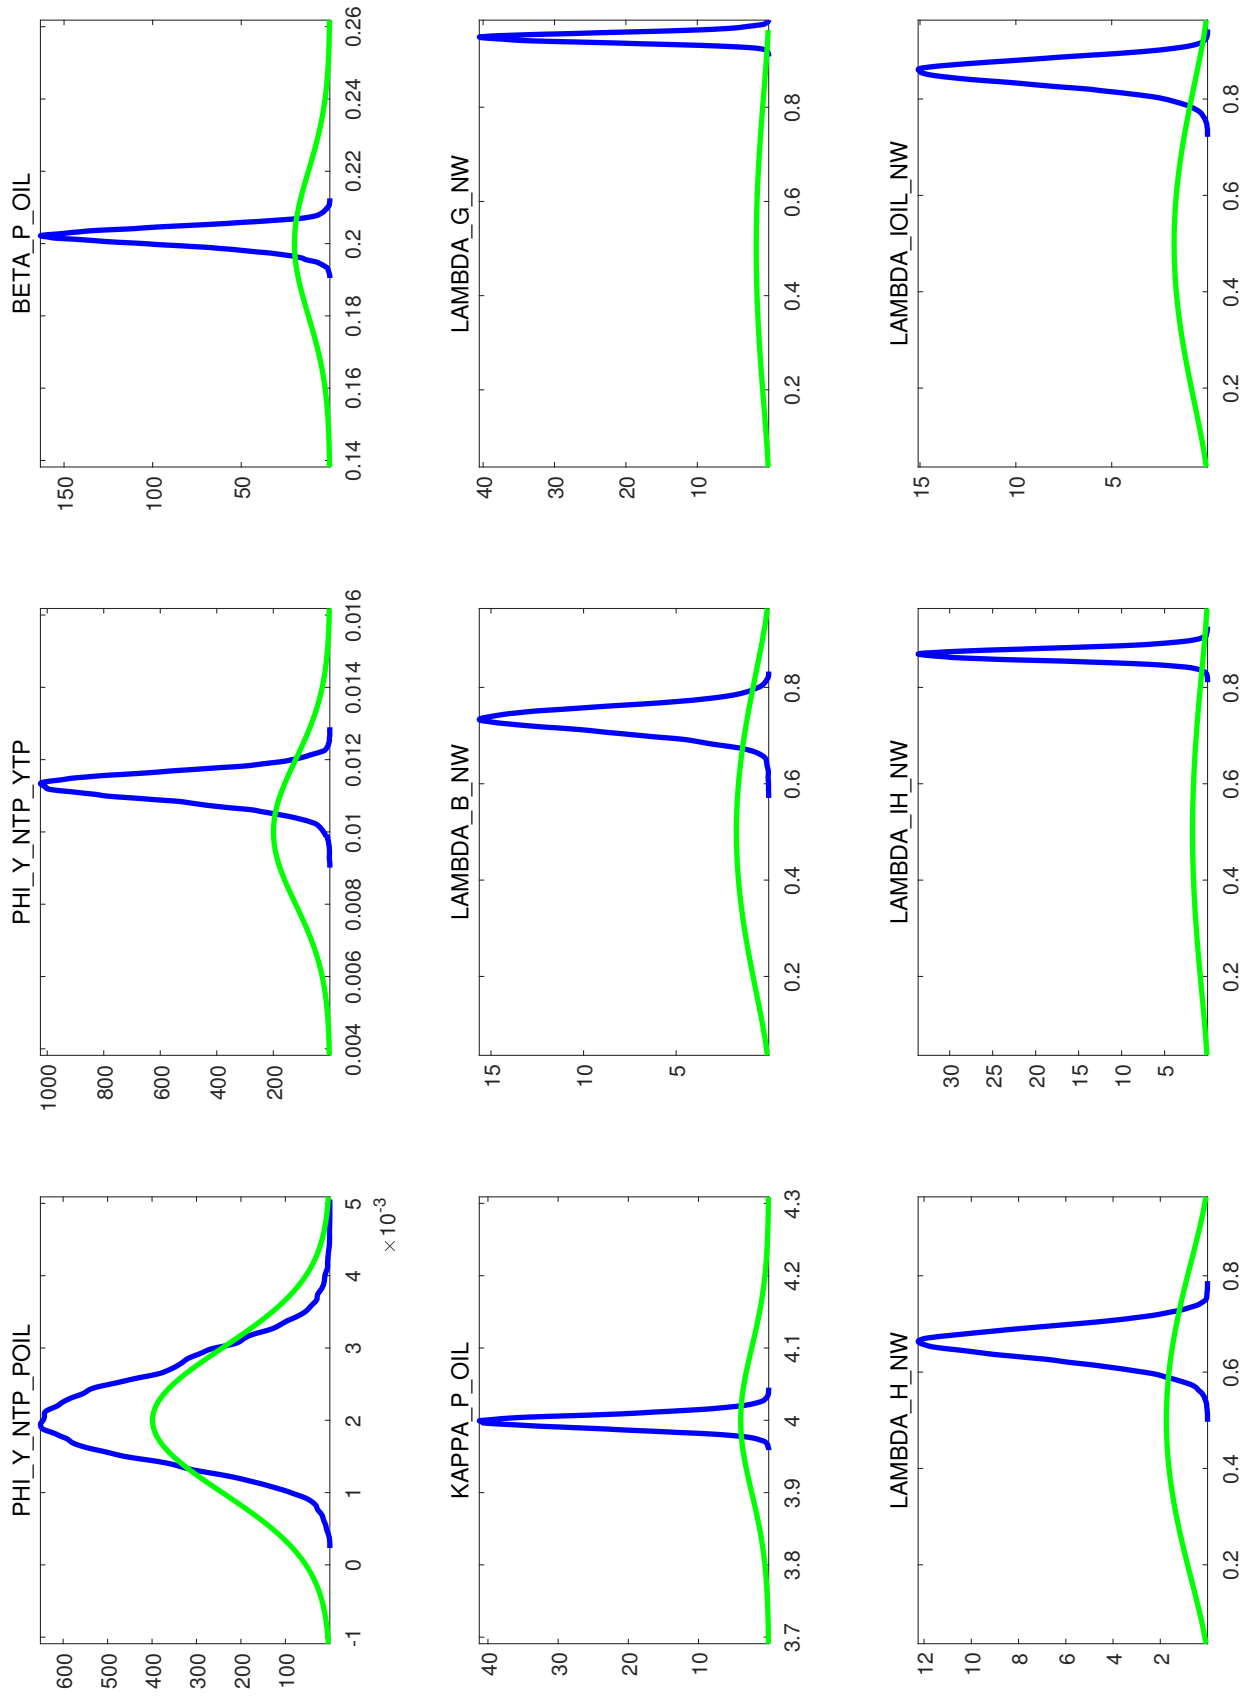 PHI_Y_NTP_POIL
600
500
400
300
200
100
-1 0 1 2 3 4 5
×10-3
PHI_Y_NTP_YTP
1000
800
600
400
200
0.004 0.006 0.008 0.01 0.012 0.014 0.016
BETA_P_OIL
150
100
50
0.14 0.16 0.18 0.2 0.22 0.24 0.26
KAPPA_P_OIL
40
30
20
10
3.7 3.8 3.9 4 4.1 4.2 4.3
LAMBDA_B_NW
15
10
5
0.2 0.4 0.6 0.8
LAMBDA_G_NW
40
30
20
10
0.2 0.4 0.6 0.8
LAMBDA_H_NW
12
10
8
6
4
2
0.2 0.4 0.6 0.8
LAMBDA_IH_NW
30
25
20
15
10
5
0.2 0.4 0.6 0.8
LAMBDA_IOIL_NW
15
10
5
0.2 0.4 0.6 0.8